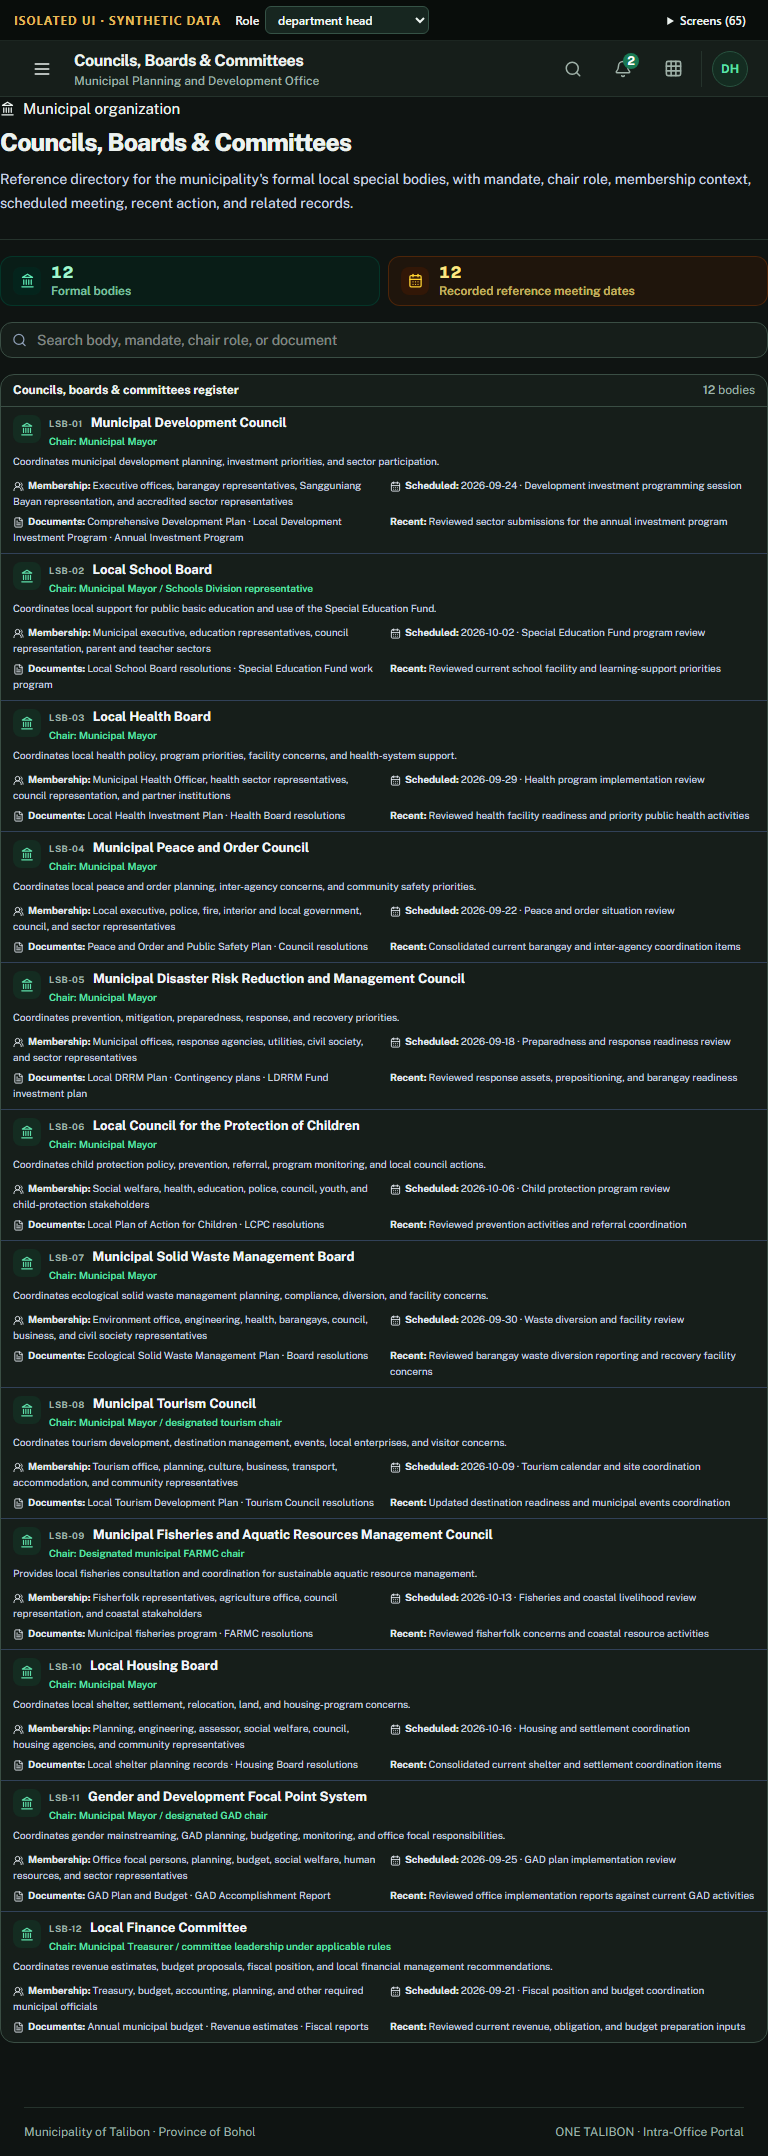 ISOLATED UI · SYNTHETIC DATA Role department head ▶ Screens (65)
Councils, Boards & Committees
Municipal Planning and Development Office
2
DH
Municipal organization
Councils, Boards & Committees
Reference directory for the municipality's formal local special bodies, with mandate, chair role, membership context,
scheduled meeting, recent action, and related records.
12
Formal bodies
12
Recorded reference meeting dates
Search body, mandate, chair role, or document
Councils, boards & committees register 12 bodies
LSB-01 Municipal Development Council
Chair: Municipal Mayor
Coordinates municipal development planning, investment priorities, and sector participation.
Membership: Executive offices, barangay representatives, Sangguniang
Bayan representation, and accredited sector representatives
Scheduled: 2026-09-24 · Development investment programming session
Documents: Comprehensive Development Plan · Local Development
Investment Program · Annual Investment Program
Recent: Reviewed sector submissions for the annual investment program
LSB-02 Local School Board
Chair: Municipal Mayor / Schools Division representative
Coordinates local support for public basic education and use of the Special Education Fund.
Membership: Municipal executive, education representatives, council
representation, parent and teacher sectors
Scheduled: 2026-10-02 · Special Education Fund program review
Documents: Local School Board resolutions · Special Education Fund work
program
Recent: Reviewed current school facility and learning-support priorities
LSB-03 Local Health Board
Chair: Municipal Mayor
Coordinates local health policy, program priorities, facility concerns, and health-system support.
Membership: Municipal Health Officer, health sector representatives,
council representation, and partner institutions
Scheduled: 2026-09-29 · Health program implementation review
Documents: Local Health Investment Plan · Health Board resolutions
Recent: Reviewed health facility readiness and priority public health activities
LSB-04 Municipal Peace and Order Council
Chair: Municipal Mayor
Coordinates local peace and order planning, inter-agency concerns, and community safety priorities.
Membership: Local executive, police, fire, interior and local government,
council, and sector representatives
Scheduled: 2026-09-22 · Peace and order situation review
Documents: Peace and Order and Public Safety Plan · Council resolutions
Recent: Consolidated current barangay and inter-agency coordination items
LSB-05 Municipal Disaster Risk Reduction and Management Council
Chair: Municipal Mayor
Coordinates prevention, mitigation, preparedness, response, and recovery priorities.
Membership: Municipal offices, response agencies, utilities, civil society,
and sector representatives
Scheduled: 2026-09-18 · Preparedness and response readiness review
Documents: Local DRRM Plan · Contingency plans · LDRRM Fund
investment plan
Recent: Reviewed response assets, prepositioning, and barangay readiness
LSB-06 Local Council for the Protection of Children
Chair: Municipal Mayor
Coordinates child protection policy, prevention, referral, program monitoring, and local council actions.
Membership: Social welfare, health, education, police, council, youth, and
child-protection stakeholders
Scheduled: 2026-10-06 · Child protection program review
Documents: Local Plan of Action for Children · LCPC resolutions
Recent: Reviewed prevention activities and referral coordination
LSB-07 Municipal Solid Waste Management Board
Chair: Municipal Mayor
Coordinates ecological solid waste management planning, compliance, diversion, and facility concerns.
Membership: Environment office, engineering, health, barangays, council,
business, and civil society representatives
Scheduled: 2026-09-30 · Waste diversion and facility review
Documents: Ecological Solid Waste Management Plan · Board resolutions
Recent: Reviewed barangay waste diversion reporting and recovery facility
concerns
LSB-08 Municipal Tourism Council
Chair: Municipal Mayor / designated tourism chair
Coordinates tourism development, destination management, events, local enterprises, and visitor concerns.
Membership: Tourism office, planning, culture, business, transport,
accommodation, and community representatives
Scheduled: 2026-10-09 · Tourism calendar and site coordination
Documents: Local Tourism Development Plan · Tourism Council resolutions
Recent: Updated destination readiness and municipal events coordination
LSB-09 Municipal Fisheries and Aquatic Resources Management Council
Chair: Designated municipal FARMC chair
Provides local fisheries consultation and coordination for sustainable aquatic resource management.
Membership: Fisherfolk representatives, agriculture office, council
representation, and coastal stakeholders
Scheduled: 2026-10-13 · Fisheries and coastal livelihood review
Documents: Municipal fisheries program · FARMC resolutions
Recent: Reviewed fisherfolk concerns and coastal resource activities
LSB-10 Local Housing Board
Chair: Municipal Mayor
Coordinates local shelter, settlement, relocation, land, and housing-program concerns.
Membership: Planning, engineering, assessor, social welfare, council,
housing agencies, and community representatives
Scheduled: 2026-10-16 · Housing and settlement coordination
Documents: Local shelter planning records · Housing Board resolutions
Recent: Consolidated current shelter and settlement coordination items
LSB-11 Gender and Development Focal Point System
Chair: Municipal Mayor / designated GAD chair
Coordinates gender mainstreaming, GAD planning, budgeting, monitoring, and office focal responsibilities.
Membership: Office focal persons, planning, budget, social welfare, human
resources, and sector representatives
Scheduled: 2026-09-25 · GAD plan implementation review
Documents: GAD Plan and Budget · GAD Accomplishment Report
Recent: Reviewed office implementation reports against current GAD activities
LSB-12 Local Finance Committee
Chair: Municipal Treasurer / committee leadership under applicable rules
Coordinates revenue estimates, budget proposals, fiscal position, and local financial management recommendations.
Membership: Treasury, budget, accounting, planning, and other required
municipal officials
Scheduled: 2026-09-21 · Fiscal position and budget coordination
Documents: Annual municipal budget · Revenue estimates · Fiscal reports
Recent: Reviewed current revenue, obligation, and budget preparation inputs
Municipality of Talibon · Province of Bohol ONE TALIBON · Intra-Office Portal